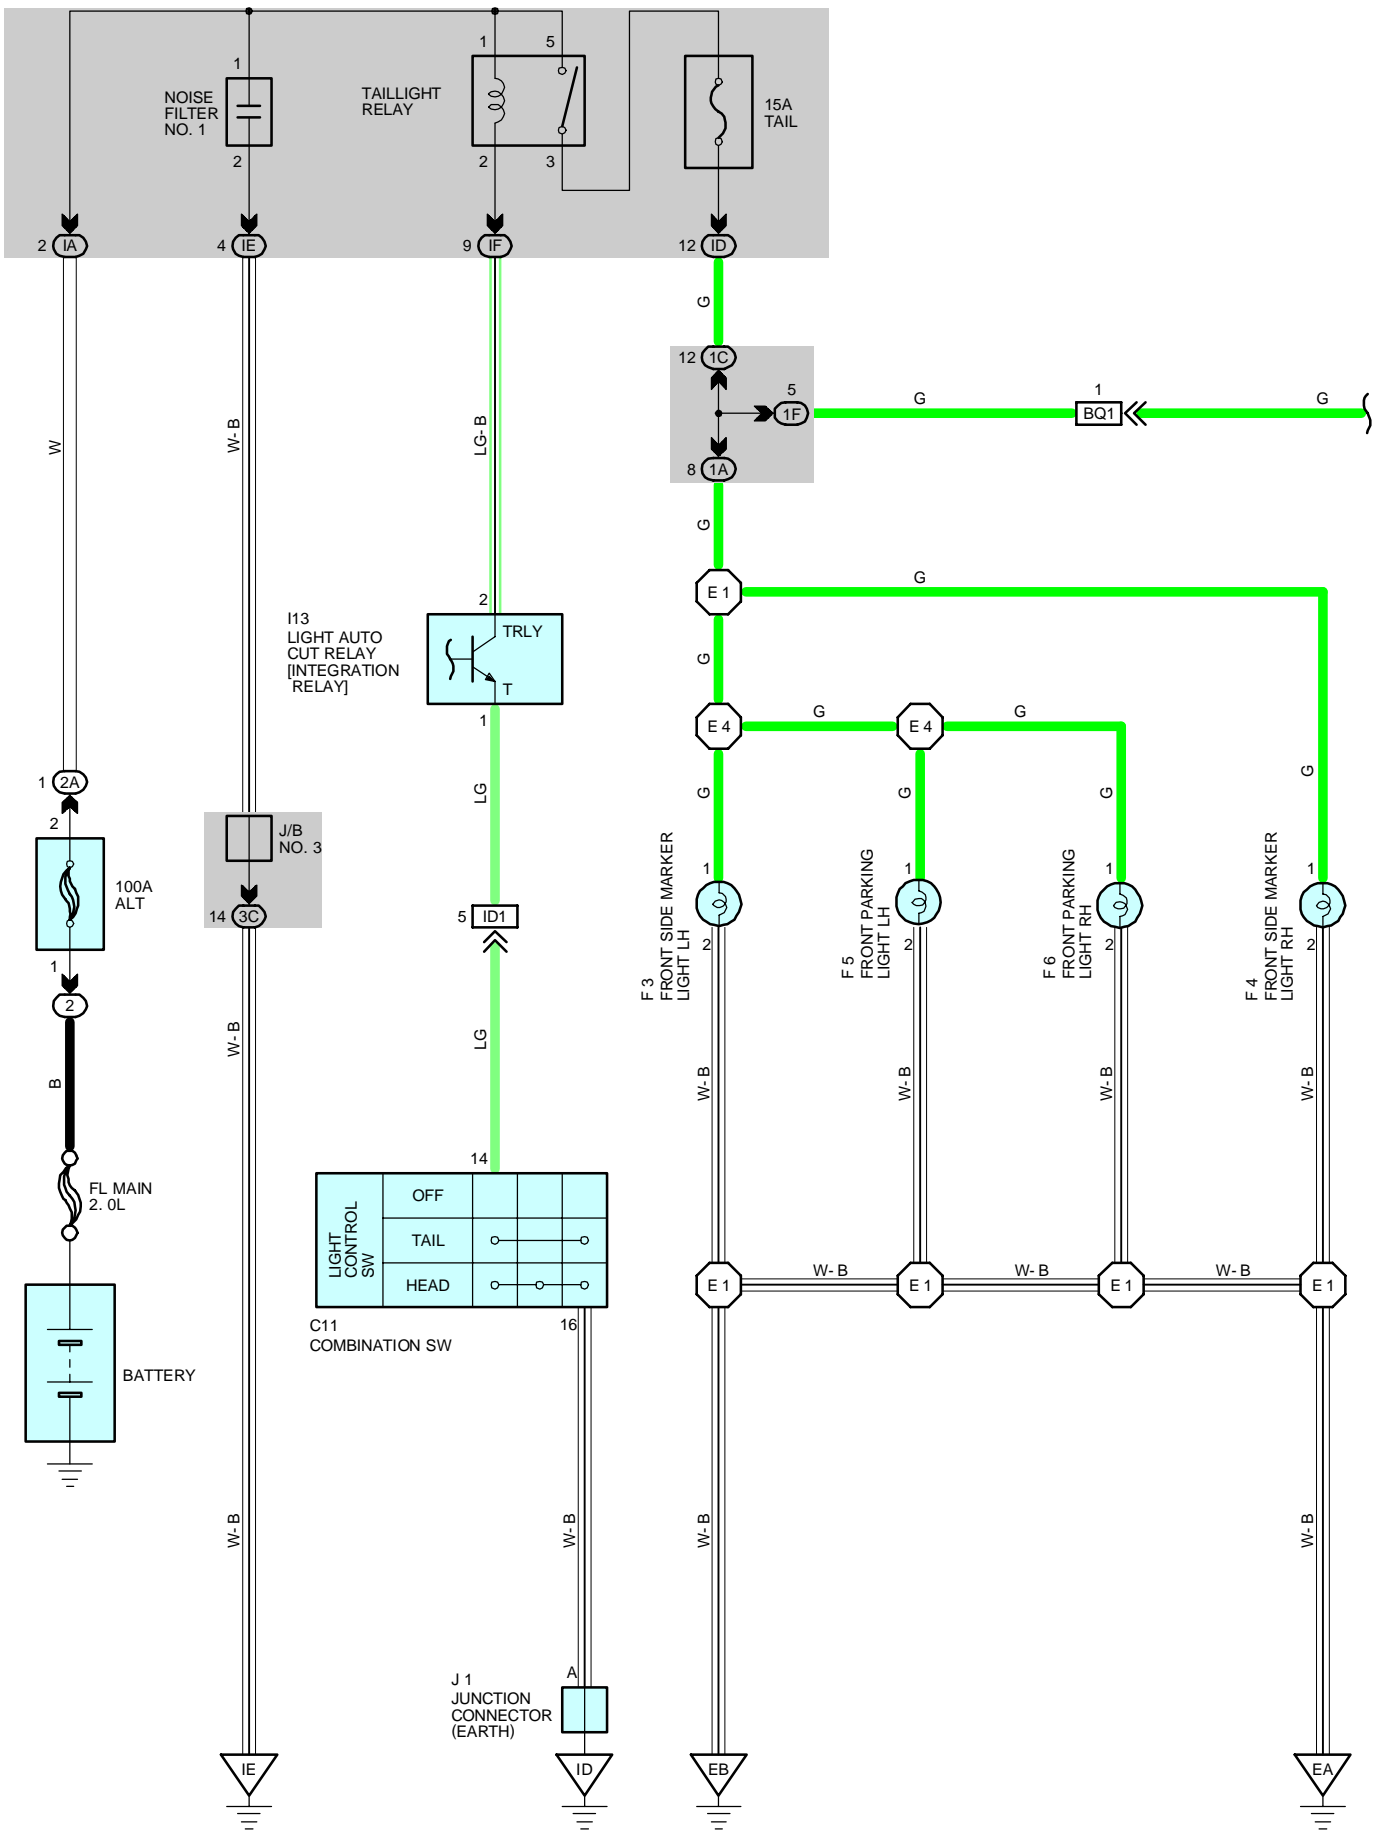 1
5
1
NOISE
FILTER
NO. 1
TAILLIGHT
RELAY
15A
TAIL
2
2
3
2 IA
4 IE
9 IF
12 ID
G
12 1C
5
1F
G
1
BQ1
G
W
W-B
LG-B
8 1A
G
E 1
G
2
I13
LIGHT AUTO
CUT RELAY
[INTEGRATION
RELAY]
TRLY
T
1
G
E 4
G
E 4
G
G
G
G
G
LG
1 2A
2
100A
ALT
1
2
J/B
NO. 3
14 3C
5 ID1
1
1
1
1
F 3
FRONT SIDE MARKER
LIGHT LH
2
F 5
FRONT PARKING
LIGHT LH
2
F 6
FRONT PARKING
LIGHT RH
2
F 4
FRONT SIDE MARKER
LIGHT RH
2
B
W-B
LG
W-B
W-B
W-B
W-B
FL MAIN
2. 0L
14
LIGHT
CONTROL
SW
OFF
TAIL
HEAD
C11
COMBINATION SW
16
E 1
W-B
E 1
W-B
E 1
W-B
E 1
BATTERY
W-B
W-B
W-B
W-B
J 1
JUNCTION
CONNECTOR
(EARTH)
A
IE
ID
EB
EA